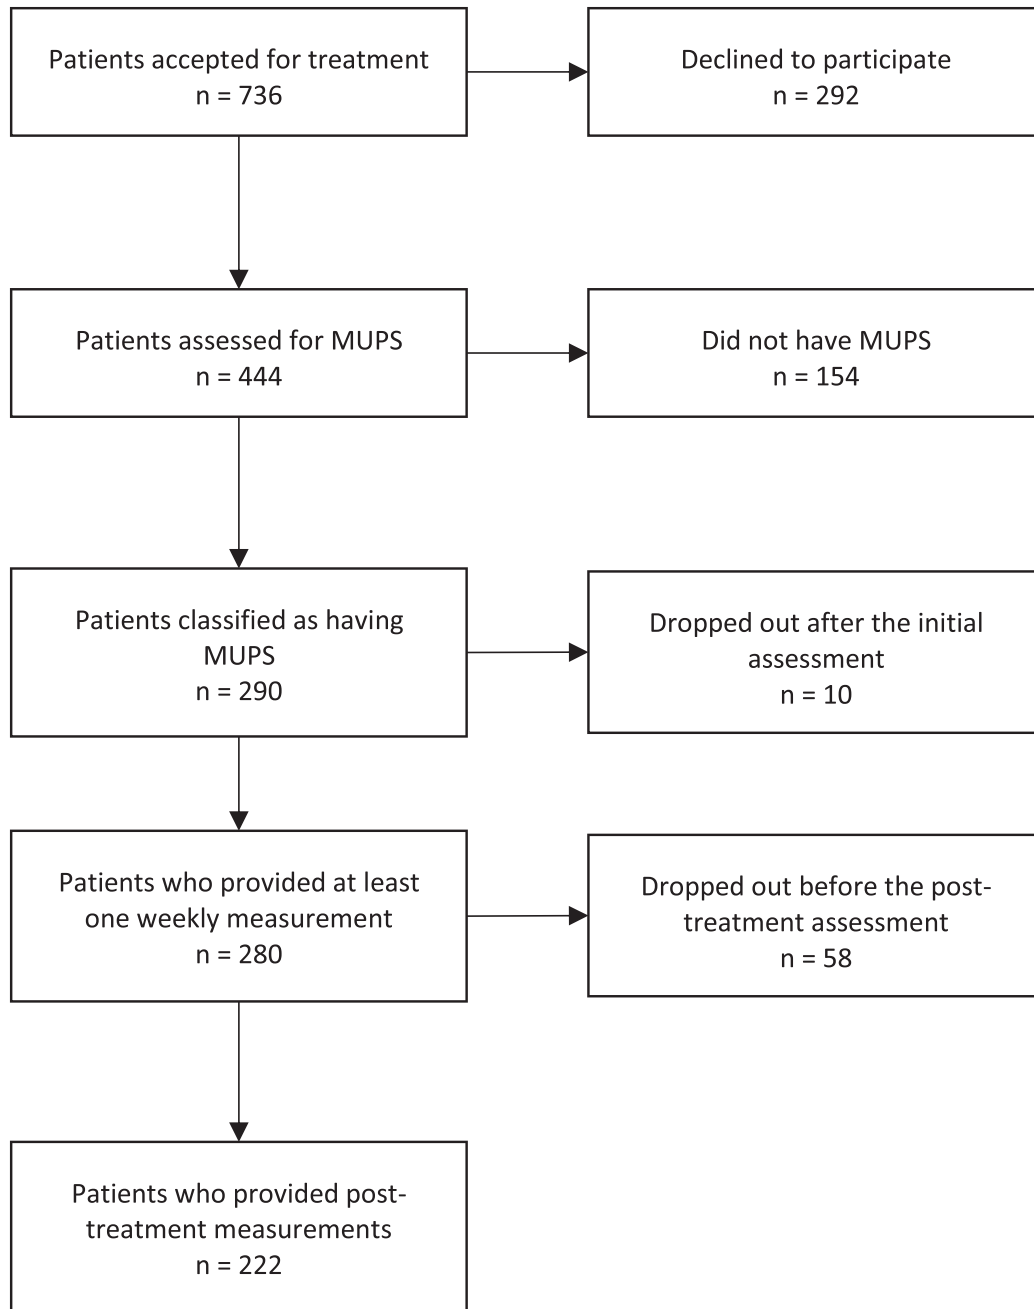 Patients accepted for treatment
n = 736
Declined to participate
n = 292
Patients assessed for MUPS
n = 444
Did not have MUPS
n = 154
Patients classified as having
MUPS
n = 290
Dropped out after the initial
assessment
n = 10
Patients who provided at least
one weekly measurement
n = 280
Dropped out before the post-
treatment assessment
n = 58
Patients who provided post-
treatment measurements
n = 222